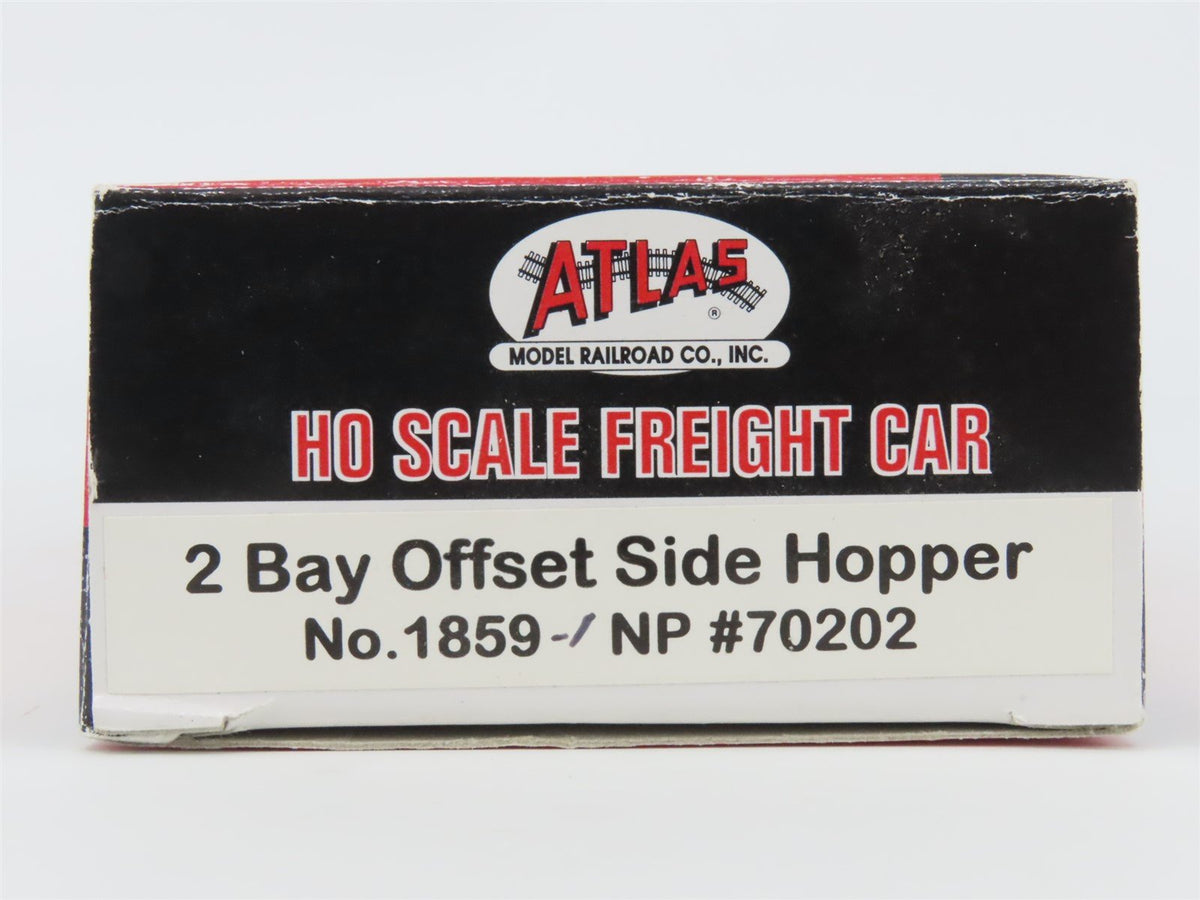 ATLAS ®
MODEL RAILROAD CO., INC.
HO SCALE FREIGHT CAR
2 Bay Offset Side Hopper
No.1859-1 NP #70202